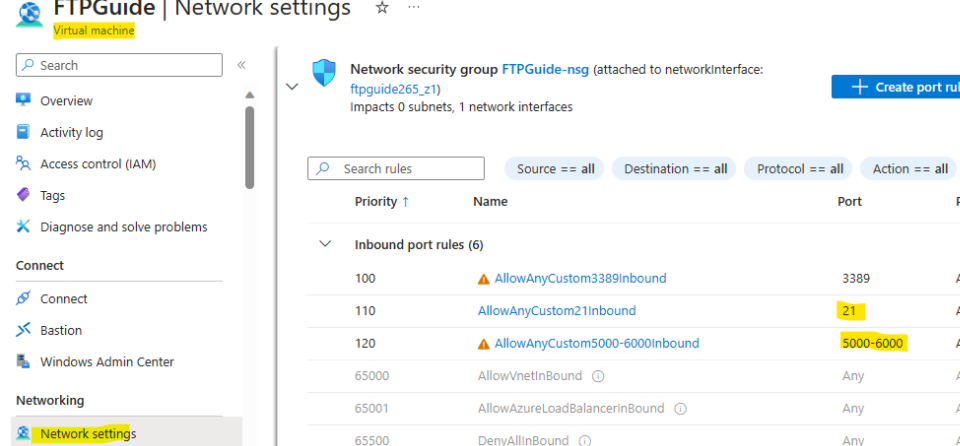 FTPGuide | Network settings ☆ ...
Virtual machine
Search
«
Overview
Activity log
Access control (IAM)
Tags
Diagnose and solve problems
Connect
Connect
Bastion
Windows Admin Center
Networking
Network settings
Network security group FTPGuide-nsg (attached to networkInterface:
ftpguide265_z1)
Impacts 0 subnets, 1 network interfaces
+ Create port rul
Search rules
Source == all
Destination == all
Protocol == all
Action == all
Priority ↑ Name Port
Inbound port rules (6)
100 AllowAnyCustom3389Inbound 3389
110 AllowAnyCustom21Inbound 21
120 AllowAnyCustom5000-6000Inbound 5000-6000
65000 AllowVnetInBound Any
65001 AllowAzureLoadBalancerInBound Any
65500 DenyAllInBound Any